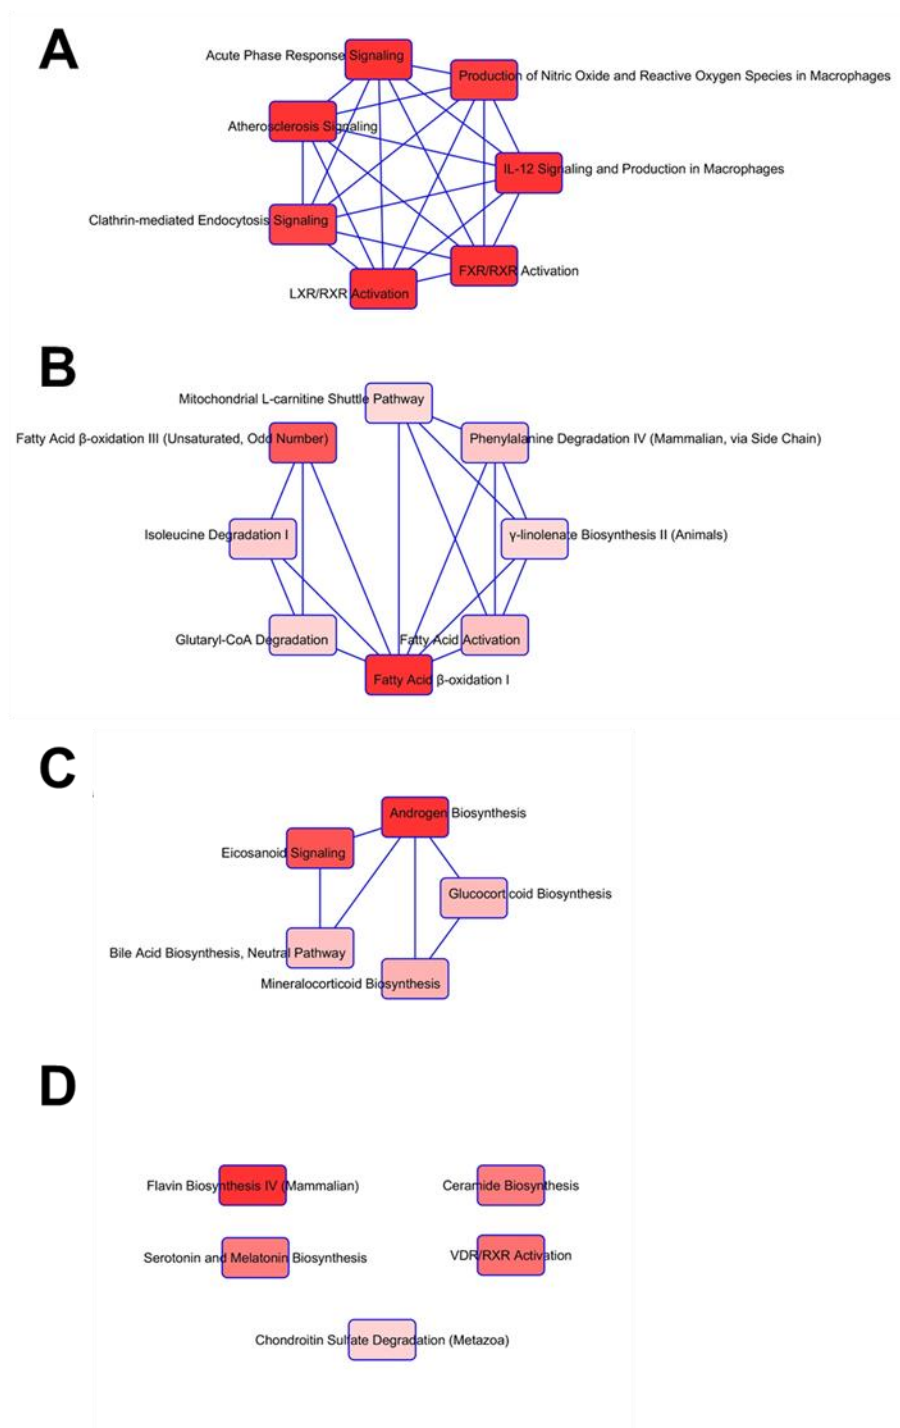 A
Acute Phase Response Signaling
Production of Nitric Oxide and Reactive Oxygen Species in Macrophages
Atherosclerosis Signaling
IL-12 Signaling and Production in Macrophages
Clathrin-mediated Endocytosis Signaling
FXR/RXR Activation
LXR/RXR Activation
B
Mitochondrial L-carnitine Shuttle Pathway
Fatty Acid β-oxidation III (Unsaturated, Odd Number)
Phenylalanine Degradation IV (Mammalian, via Side Chain)
Isoleucine Degradation I
γ-linolenate Biosynthesis II (Animals)
Glutaryl-CoA Degradation
Fatty Acid Activation
Fatty Acid β-oxidation I
C
Androgen Biosynthesis
Eicosanoid Signaling
Glucocorticoid Biosynthesis
Bile Acid Biosynthesis, Neutral Pathway
Mineralocorticoid Biosynthesis
D
Flavin Biosynthesis IV (Mammalian)
Ceramide Biosynthesis
Serotonin and Melatonin Biosynthesis
VDR/RXR Activation
Chondroitin Sulfate Degradation (Metazoa)